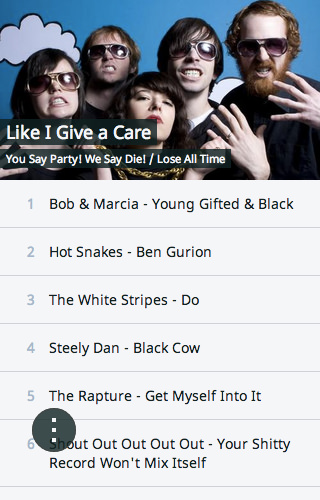 Like I Give a Care
You Say Party! We Say Die! / Lose All Time
1 Bob & Marcia - Young Gifted & Black
2 Hot Snakes - Ben Gurion
3 The White Stripes - Do
4 Steely Dan - Black Cow
5 The Rapture - Get Myself Into It
6 Shout Out Out Out Out - Your Shitty
Record Won't Mix Itself